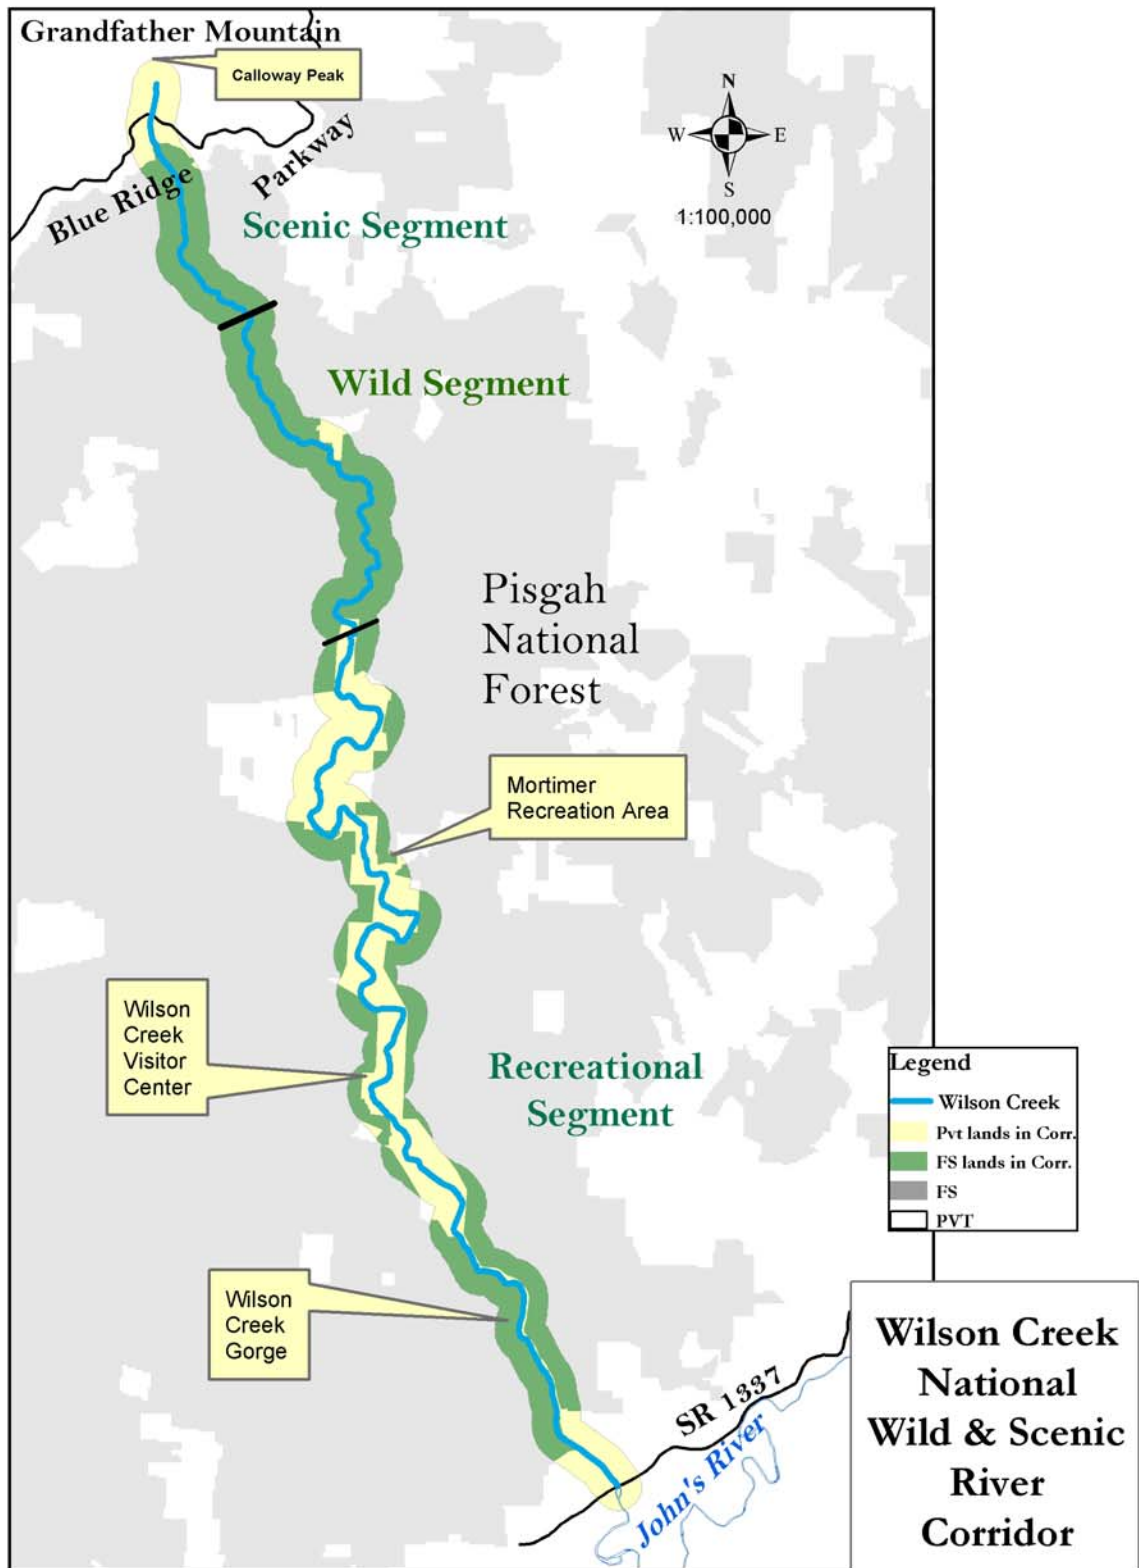 Grandfather Mountain
Calloway Peak
N
W
E
S
1:100,000
Blue Ridge
Parkway
Scenic Segment
Wild Segment
Pisgah
National
Forest
Mortimer
Recreation Area
Wilson
Creek
Visitor
Center
Recreational
Segment
Legend
Wilson Creek
Pvt lands in Corr.
FS lands in Corr.
FS
PVT
Wilson
Creek
Gorge
SR 1337
John's River
Wilson Creek
National
Wild & Scenic
River
Corridor